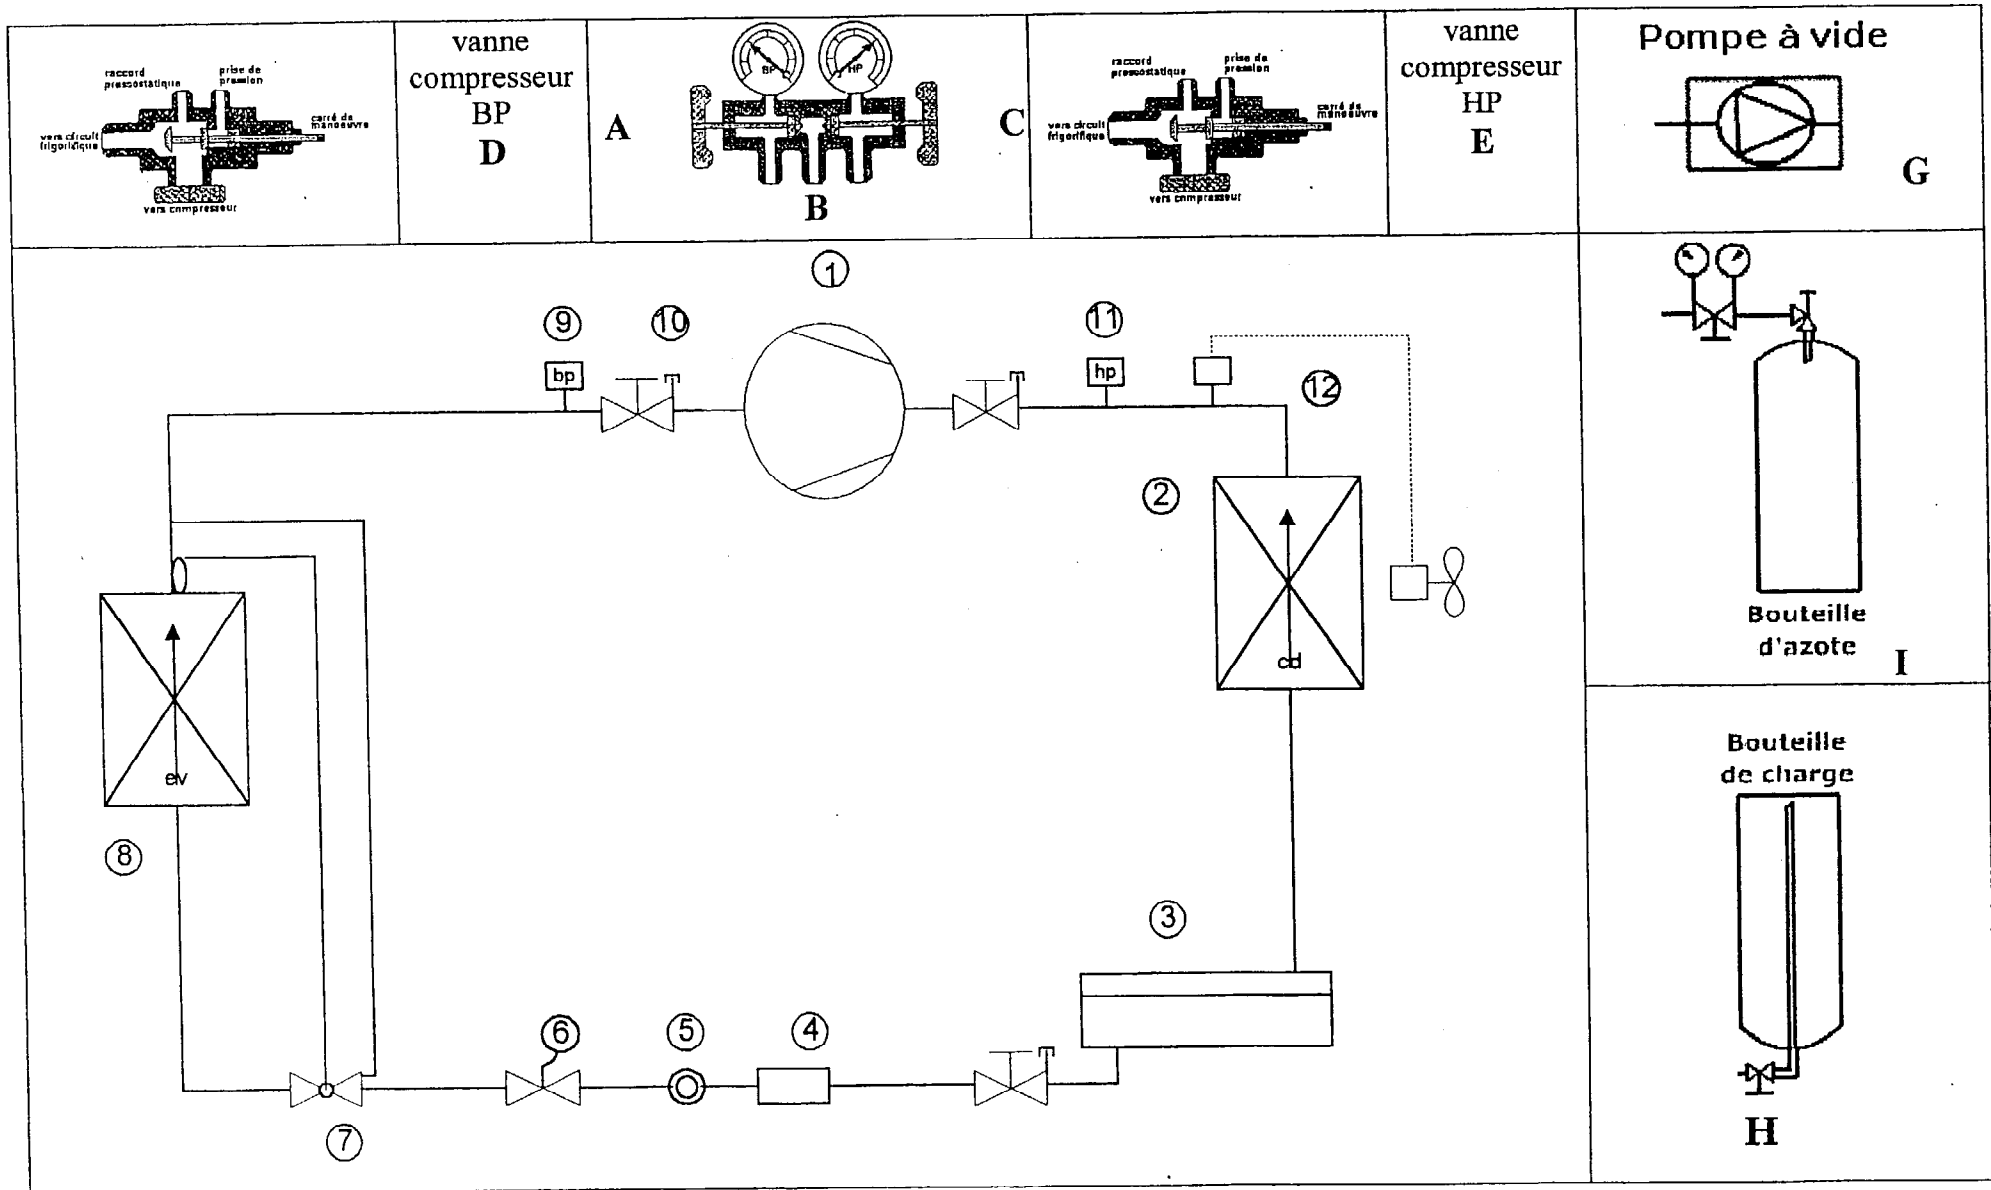 raccord
pressostatique
prise de
pression
carré de
manoeuvre
vers circuit
frigorifique
vers compresseur
vanne
compresseur
BP
D
A
BP
HP
C
B
raccord
pressostatique
prise de
pression
carré de
manoeuvre
vers circuit
frigorifique
vers compresseur
vanne
compresseur
HP
E
Pompe à vide
G
1
9
10
11
12
bp
hp
2
cd
ev
8
3
6
5
4
7
Bouteille
d'azote
I
Bouteille
de charge
H